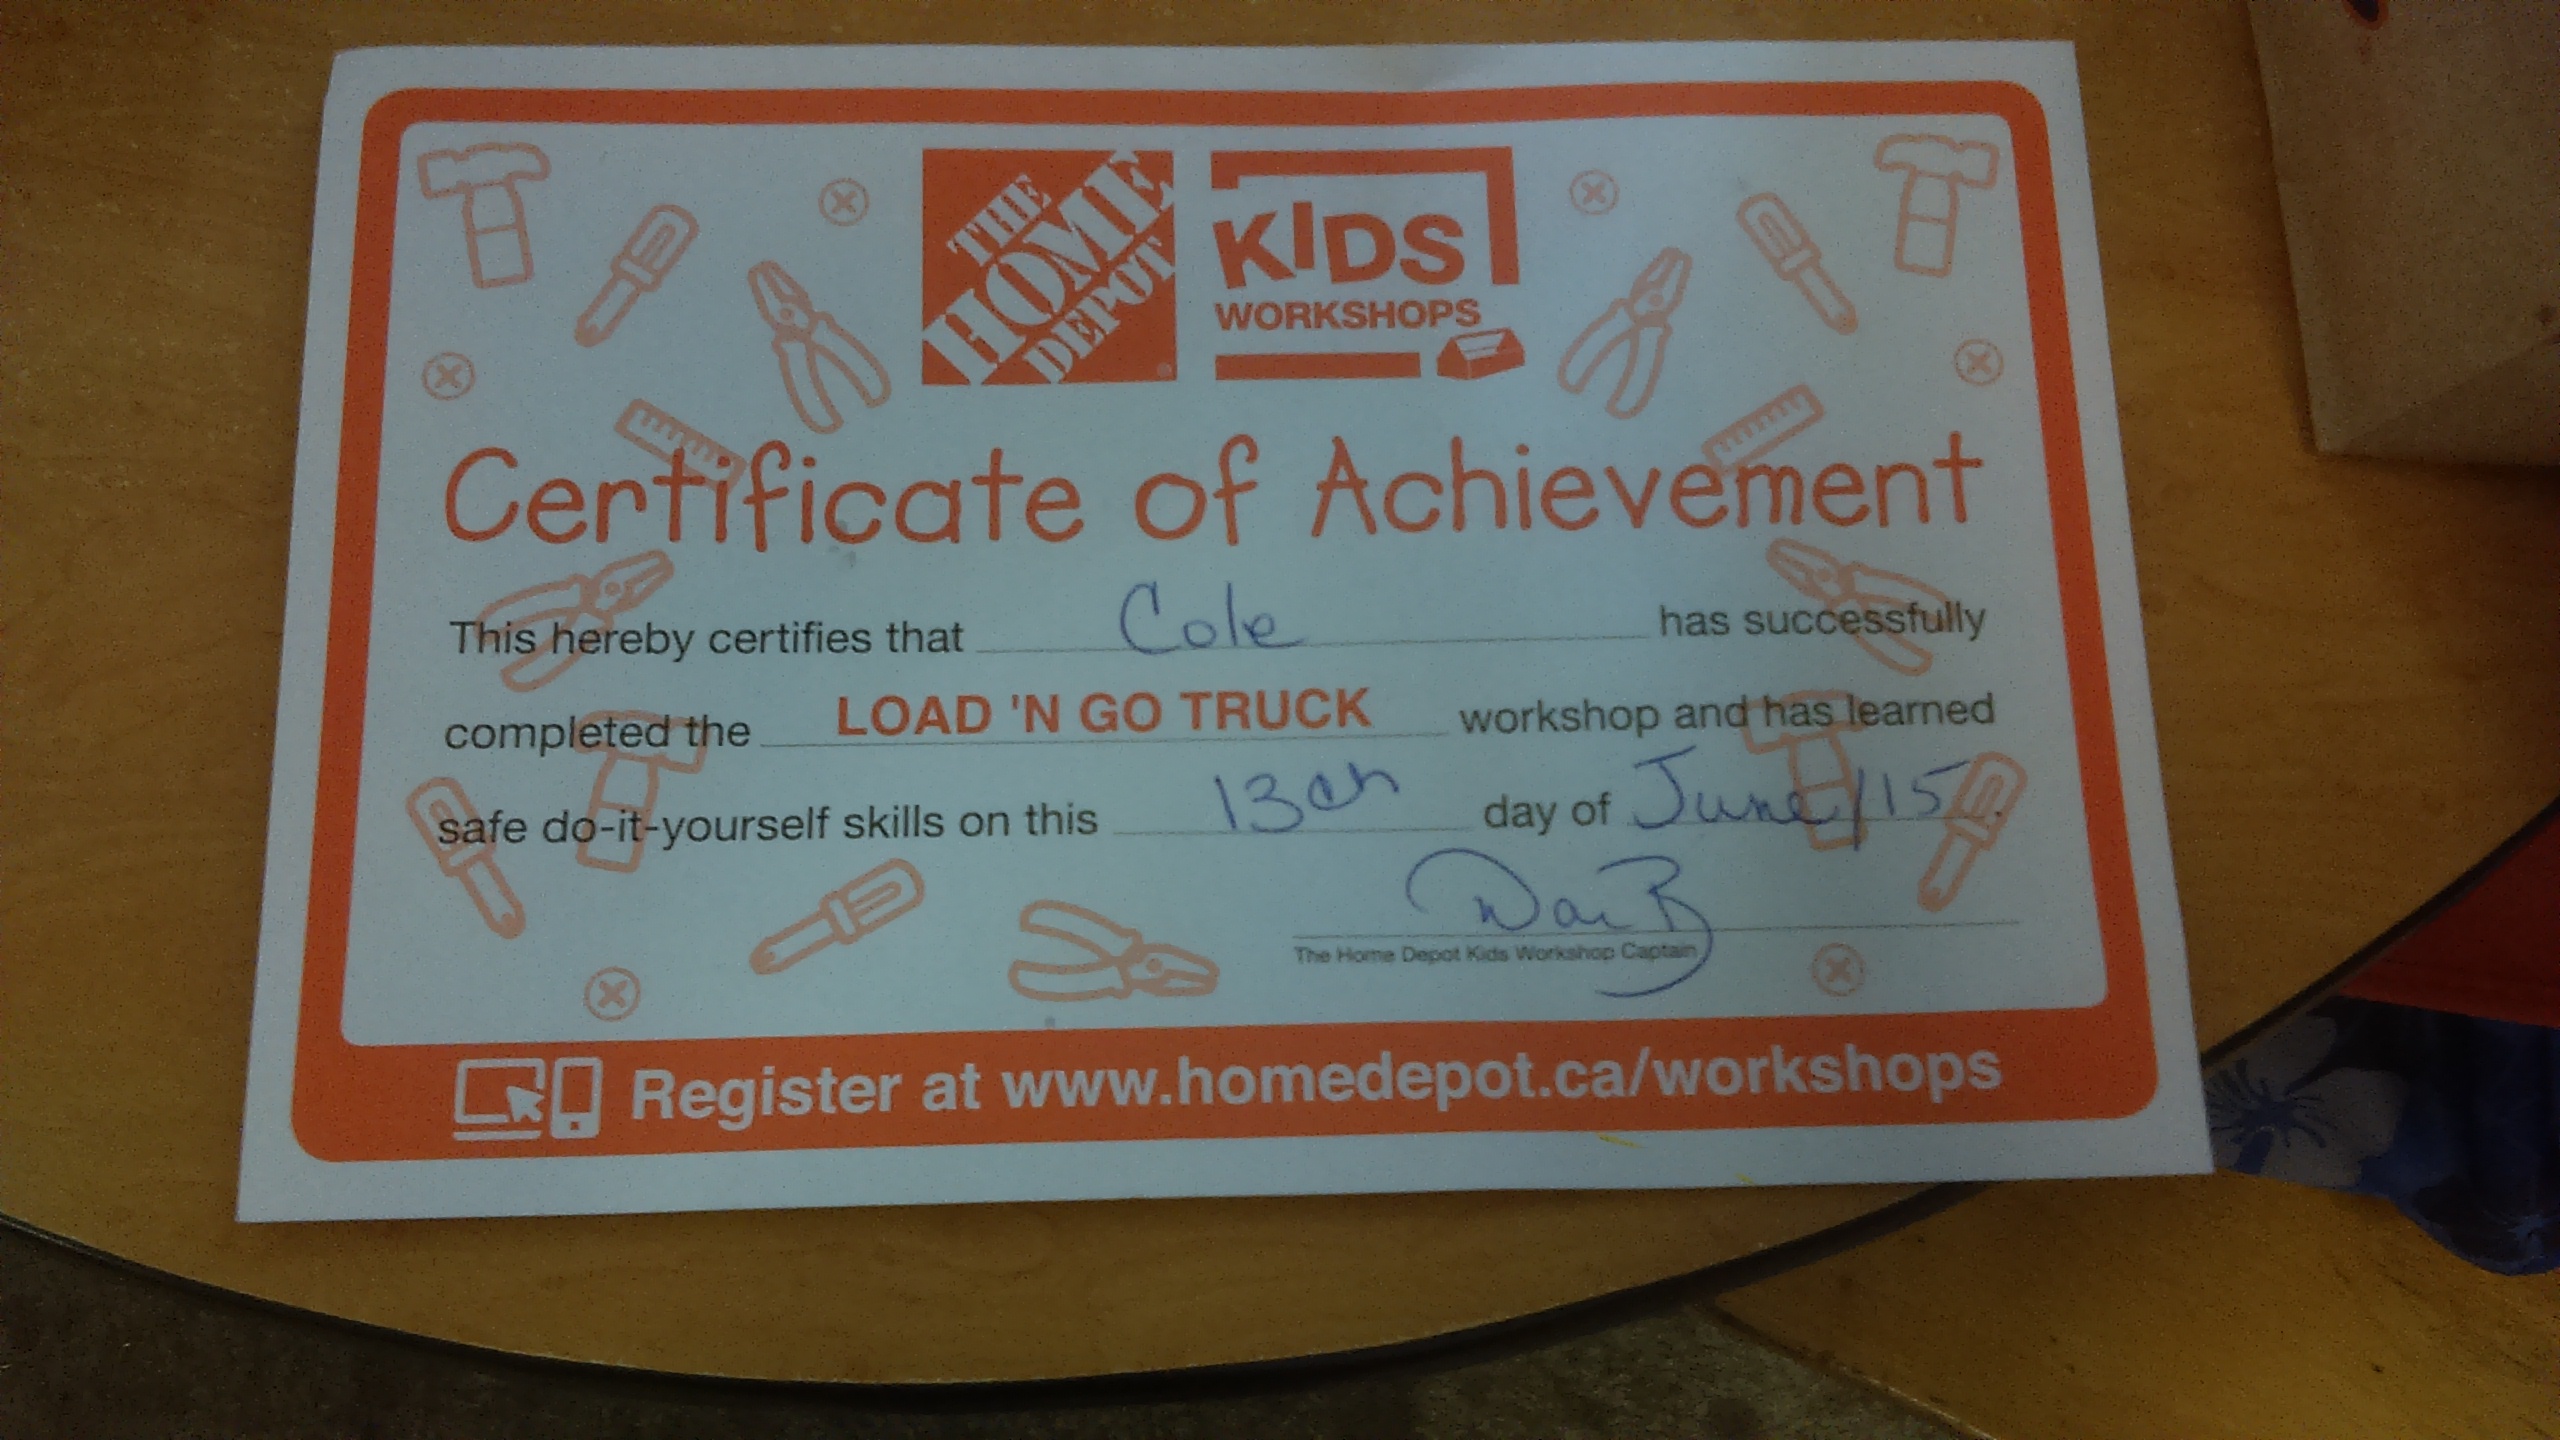 THE
HOME
DEPOT
KIDS
WORKSHOPS
Certificate of Achievement
This hereby certifies that Cole has successfully
completed the LOAD 'N GO TRUCK workshop and has learned
safe do-it-yourself skills on this 13th day of June/15.
The Home Depot Kids Workshop Captain
Register at www.homedepot.ca/workshops